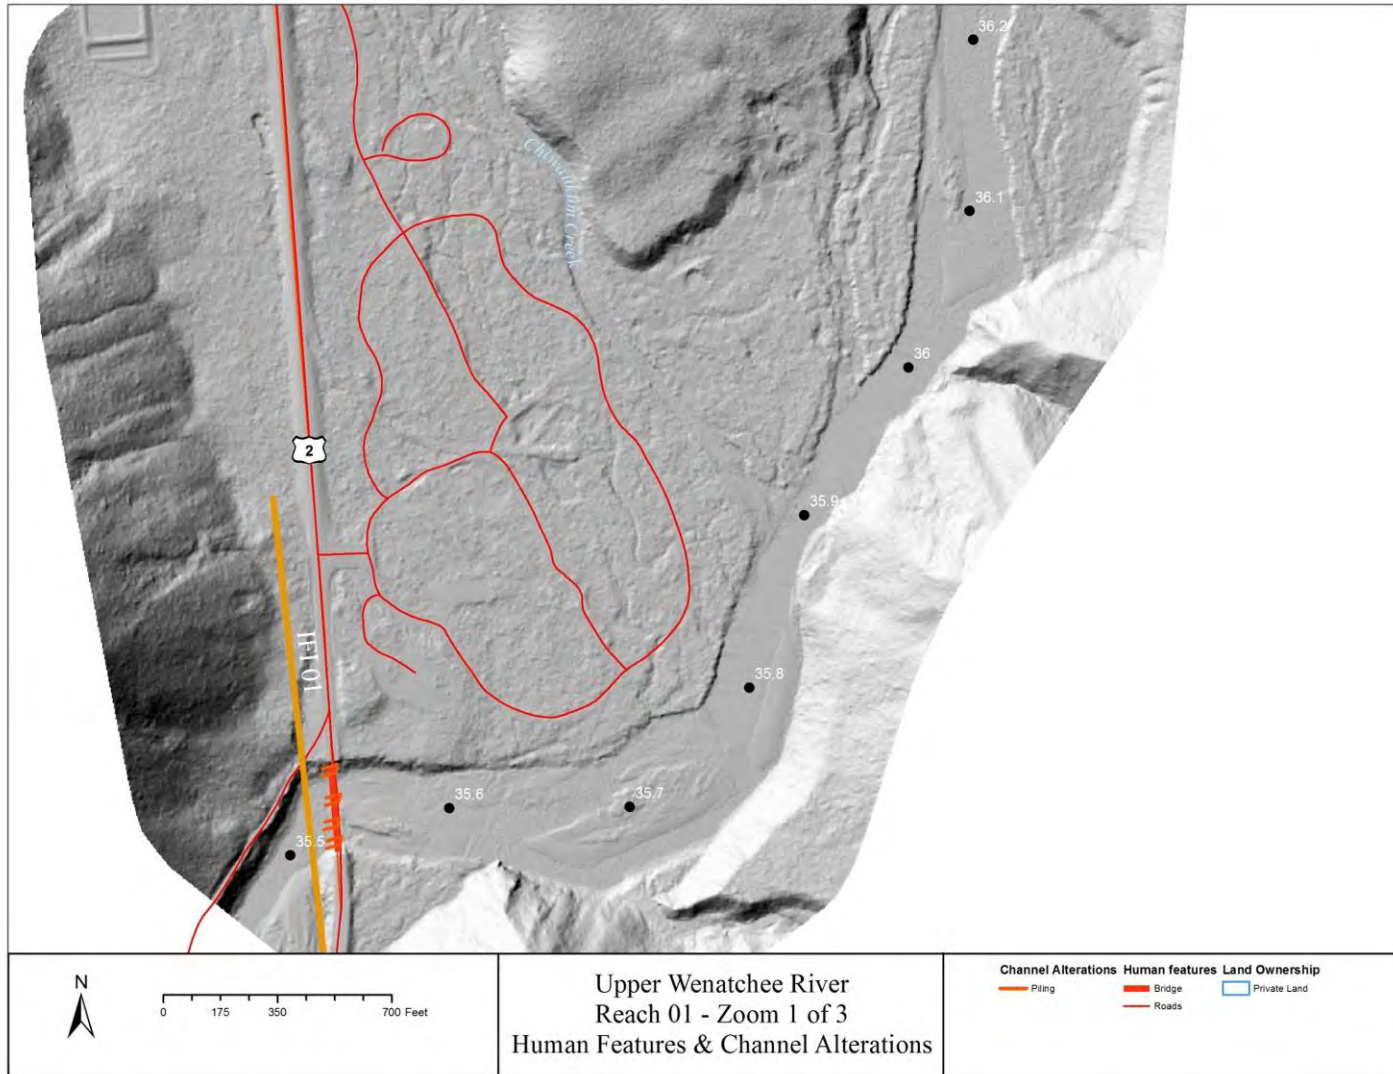 36.2
Chiwaukum Creek
36.1
36
2
35.9
IF1 01
35.8
35.6
35.7
35.5
N
0 175 350 700 Feet
Upper Wenatchee River
Reach 01 - Zoom 1 of 3
Human Features & Channel Alterations
Channel Alterations Human features Land Ownership
Piling Bridge Private Land
Roads